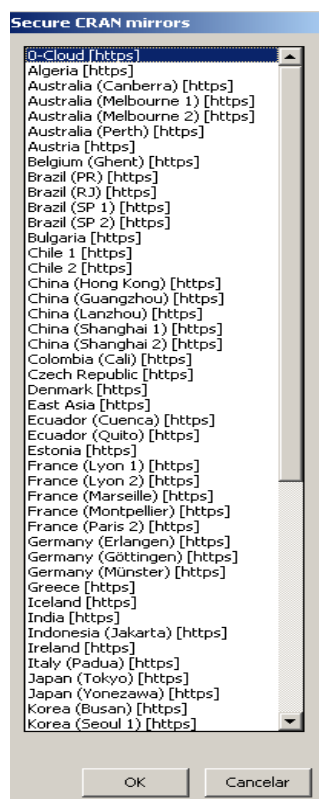 Secure CRAN mirrors
0-Cloud [https]
Algeria [https]
Australia (Canberra) [https]
Australia (Melbourne 1) [https]
Australia (Melbourne 2) [https]
Australia (Perth) [https]
Austria [https]
Belgium (Ghent) [https]
Brazil (PR) [https]
Brazil (RJ) [https]
Brazil (SP 1) [https]
Brazil (SP 2) [https]
Bulgaria [https]
Chile 1 [https]
Chile 2 [https]
China (Hong Kong) [https]
China (Guangzhou) [https]
China (Lanzhou) [https]
China (Shanghai 1) [https]
China (Shanghai 2) [https]
Colombia (Cali) [https]
Czech Republic [https]
Denmark [https]
East Asia [https]
Ecuador (Cuenca) [https]
Ecuador (Quito) [https]
Estonia [https]
France (Lyon 1) [https]
France (Lyon 2) [https]
France (Marseille) [https]
France (Montpellier) [https]
France (Paris 2) [https]
Germany (Erlangen) [https]
Germany (Göttingen) [https]
Germany (Münster) [https]
Greece [https]
Iceland [https]
India [https]
Indonesia (Jakarta) [https]
Ireland [https]
Italy (Padua) [https]
Japan (Tokyo) [https]
Japan (Yonezawa) [https]
Korea (Busan) [https]
Korea (Seoul 1) [https]
OK Cancelar